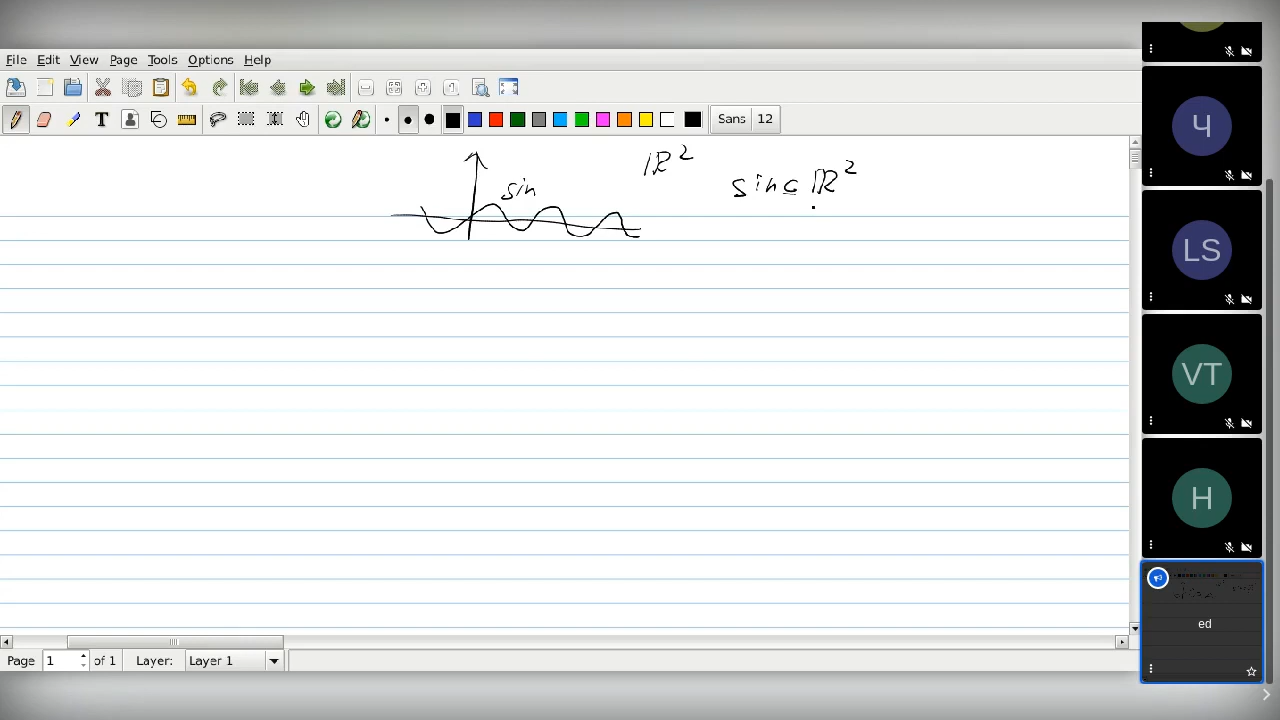 File Edit View Page Tools Options Help
Sans 12
sin
ℝ²
sin ⊆ ℝ²
Ч
LS
VT
H
ed
Page 1 of 1 Layer: Layer 1